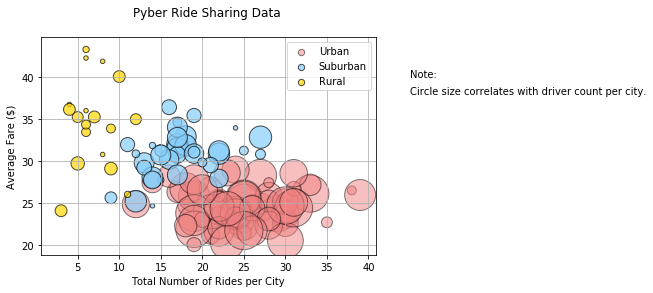 Pyber Ride Sharing Data
Urban
Suburban
Rural
Note:
Circle size correlates with driver count per city.
Average Fare ($)
40
35
30
25
20
5 10 15 20 25 30 35 40
Total Number of Rides per City